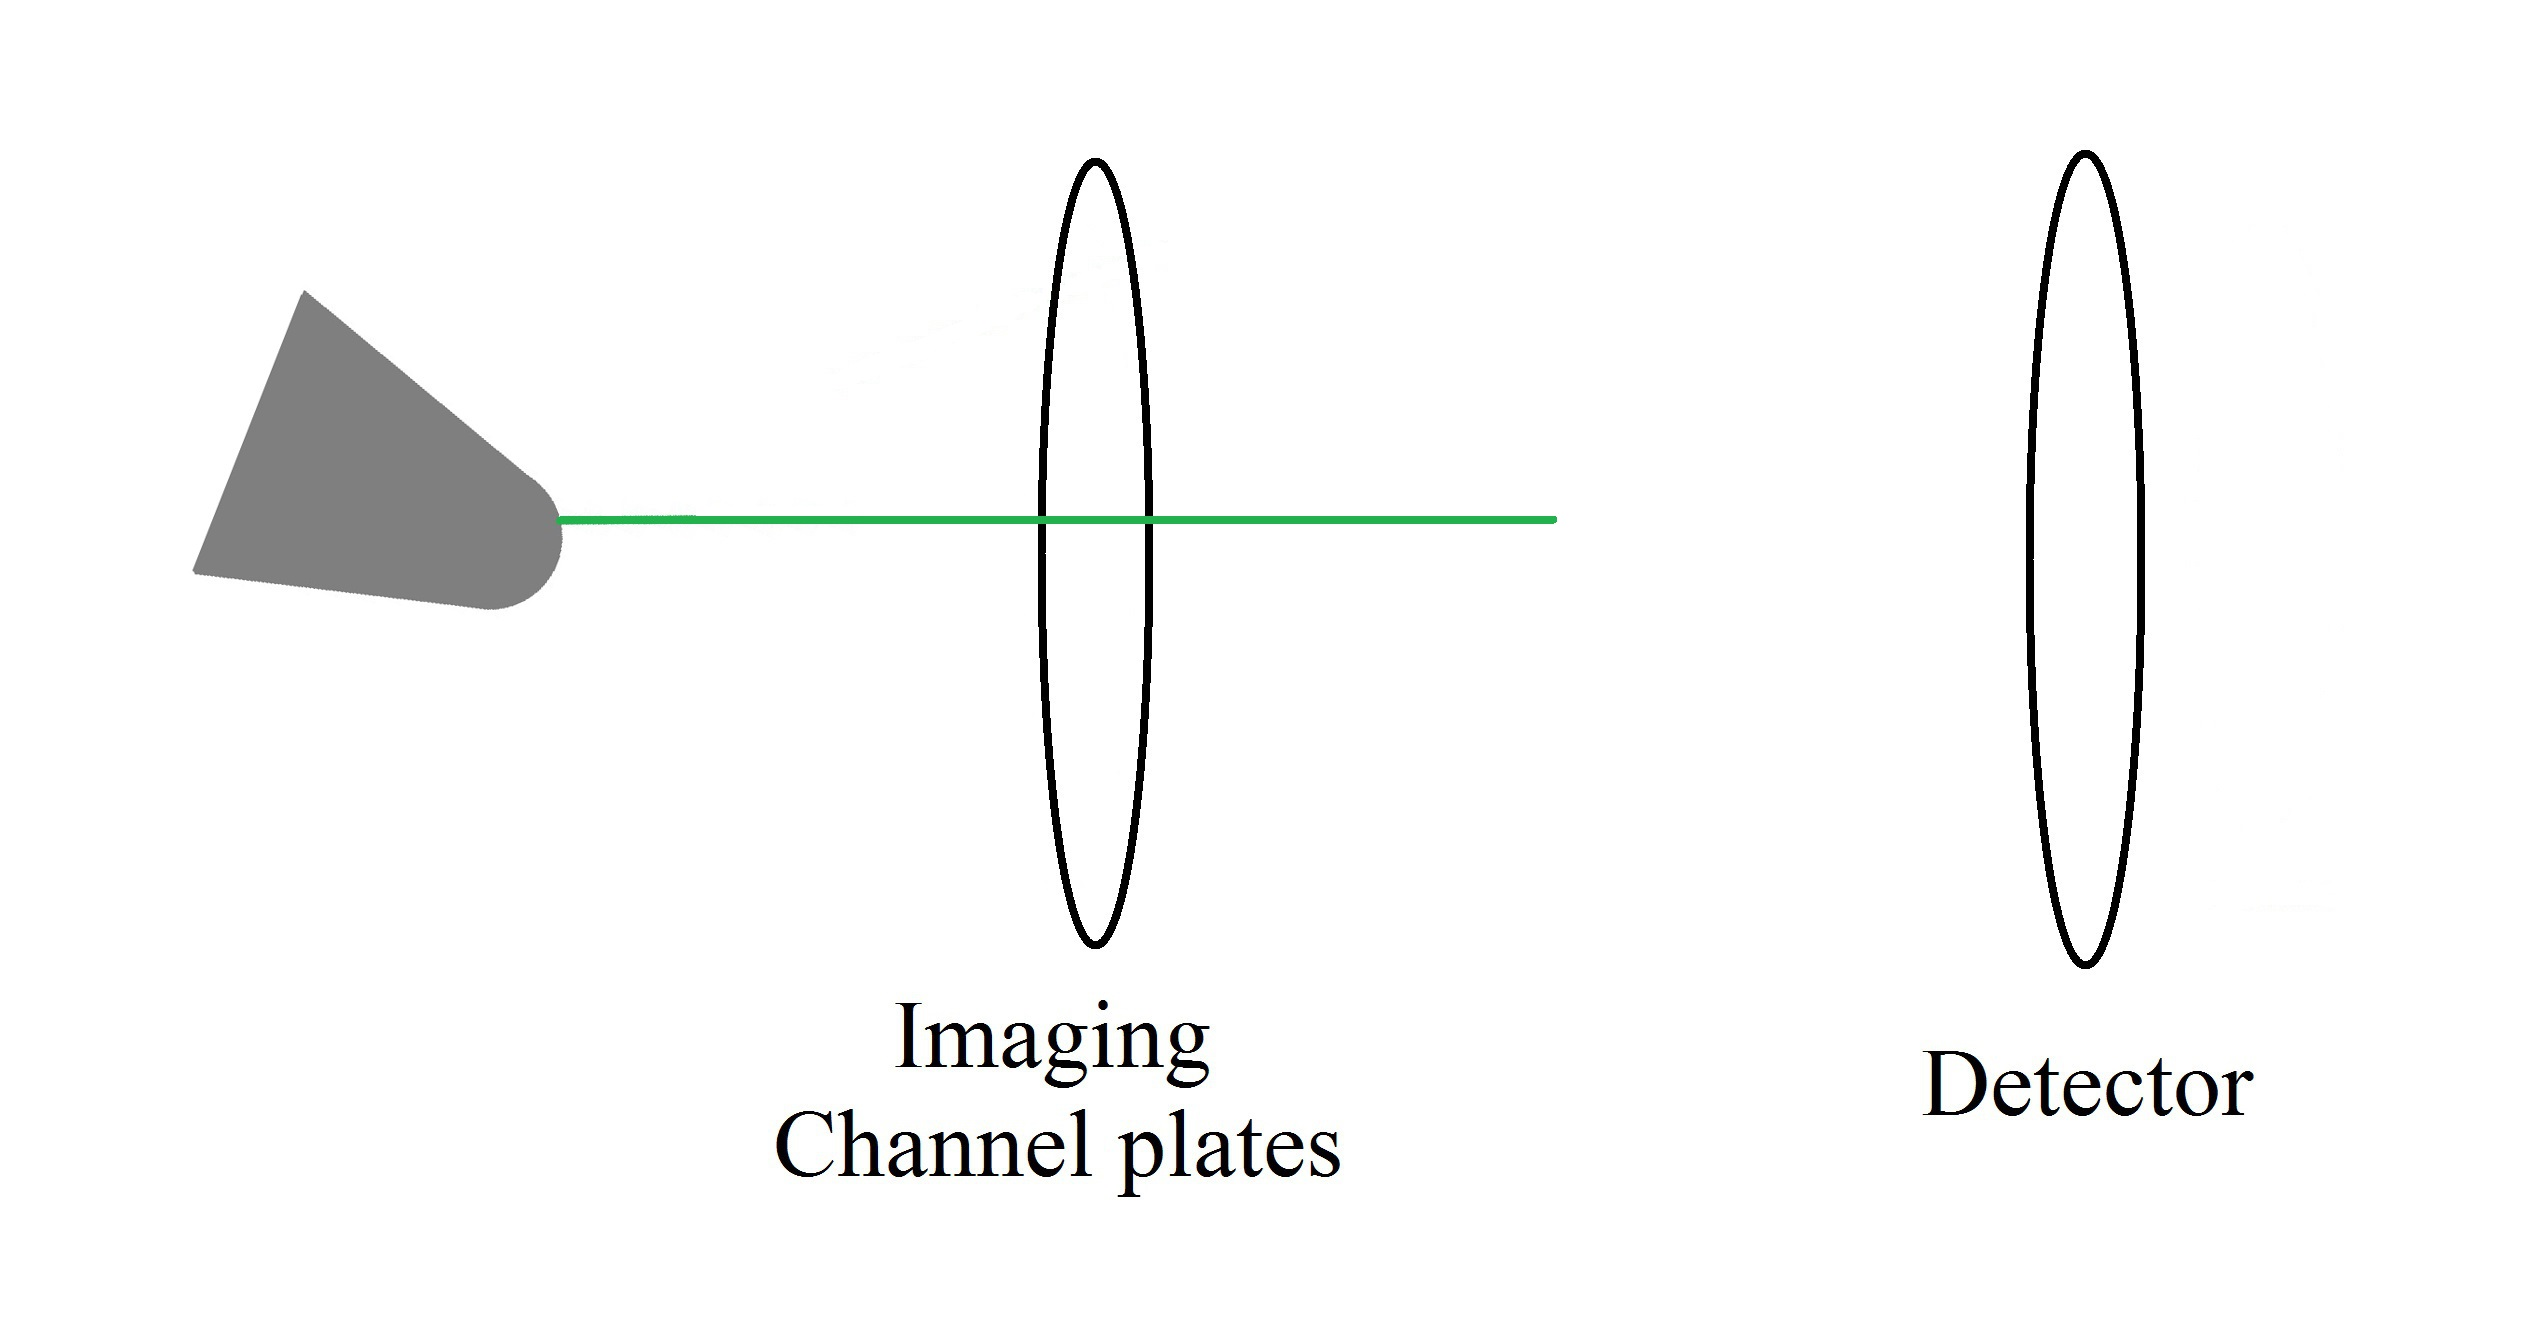 Imaging
Channel plates
Detector